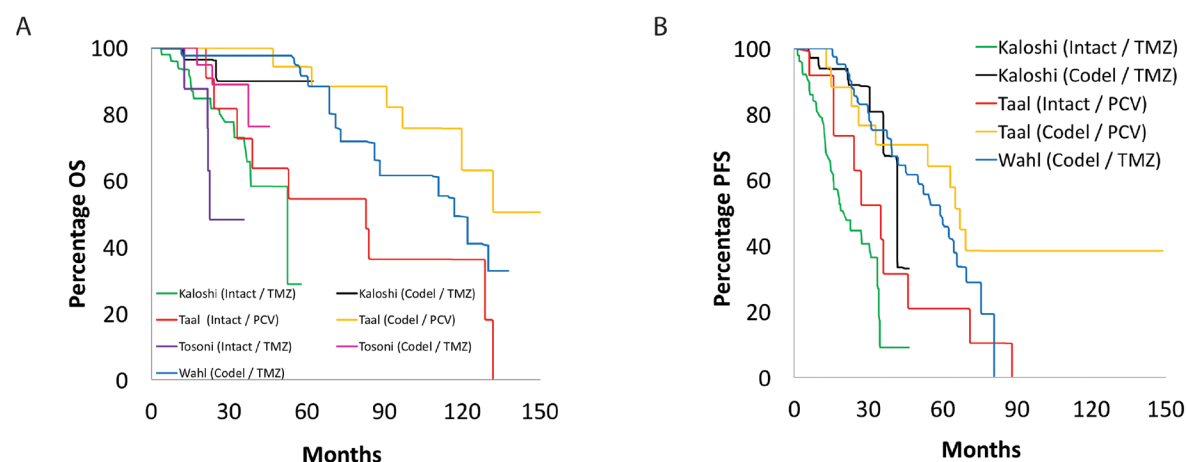 A
Percentage OS
100
80
60
40
20
0
Kaloshi (Intact / TMZ)
Kaloshi (Codel / TMZ)
Taal (Intact / PCV)
Taal (Codel / PCV)
Tosoni (Intact / TMZ)
Tosoni (Codel / TMZ)
Wahl (Codel / TMZ)
0 30 60 90 120 150
Months
B
Percentage PFS
100
80
60
40
20
0
Kaloshi (Intact / TMZ)
Kaloshi (Codel / TMZ)
Taal (Intact / PCV)
Taal (Codel / PCV)
Wahl (Codel / TMZ)
0 30 60 90 120 150
Months